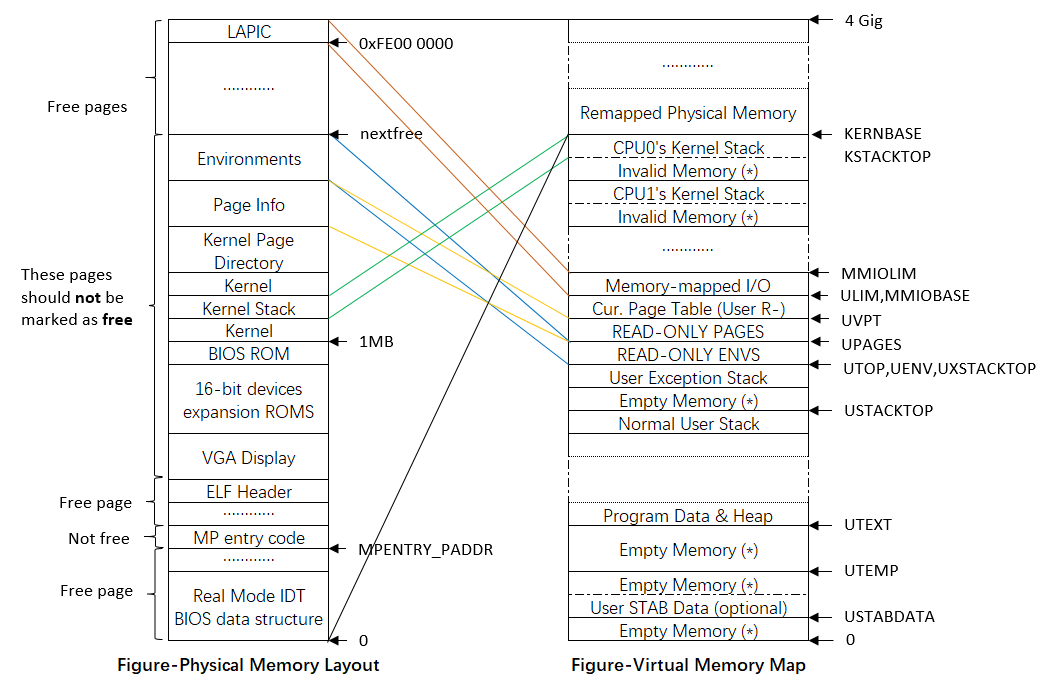 LAPIC
0xFE00 0000
............
Free pages
nextfree
Environments
Page Info
Kernel Page
Directory
These pages
should not be
marked as free
Kernel
Kernel Stack
Kernel
1MB
BIOS ROM
16-bit devices
expansion ROMS
VGA Display
ELF Header
Free page
............
Not free
MP entry code
MPENTRY_PADDR
............
Free page
Real Mode IDT
BIOS data structure
0
Figure-Physical Memory Layout
4 Gig
............
Remapped Physical Memory
KERNBASE
CPU0's Kernel Stack
KSTACKTOP
Invalid Memory (*)
CPU1's Kernel Stack
Invalid Memory (*)
............
MMIOLIM
Memory-mapped I/O
ULIM,MMIOBASE
Cur. Page Table (User R-)
UVPT
READ-ONLY PAGES
UPAGES
READ-ONLY ENVS
UTOP,UENV,UXSTACKTOP
User Exception Stack
Empty Memory (*)
USTACKTOP
Normal User Stack
Program Data & Heap
UTEXT
Empty Memory (*)
UTEMP
Empty Memory (*)
User STAB Data (optional)
USTABDATA
Empty Memory (*)
0
Figure-Virtual Memory Map